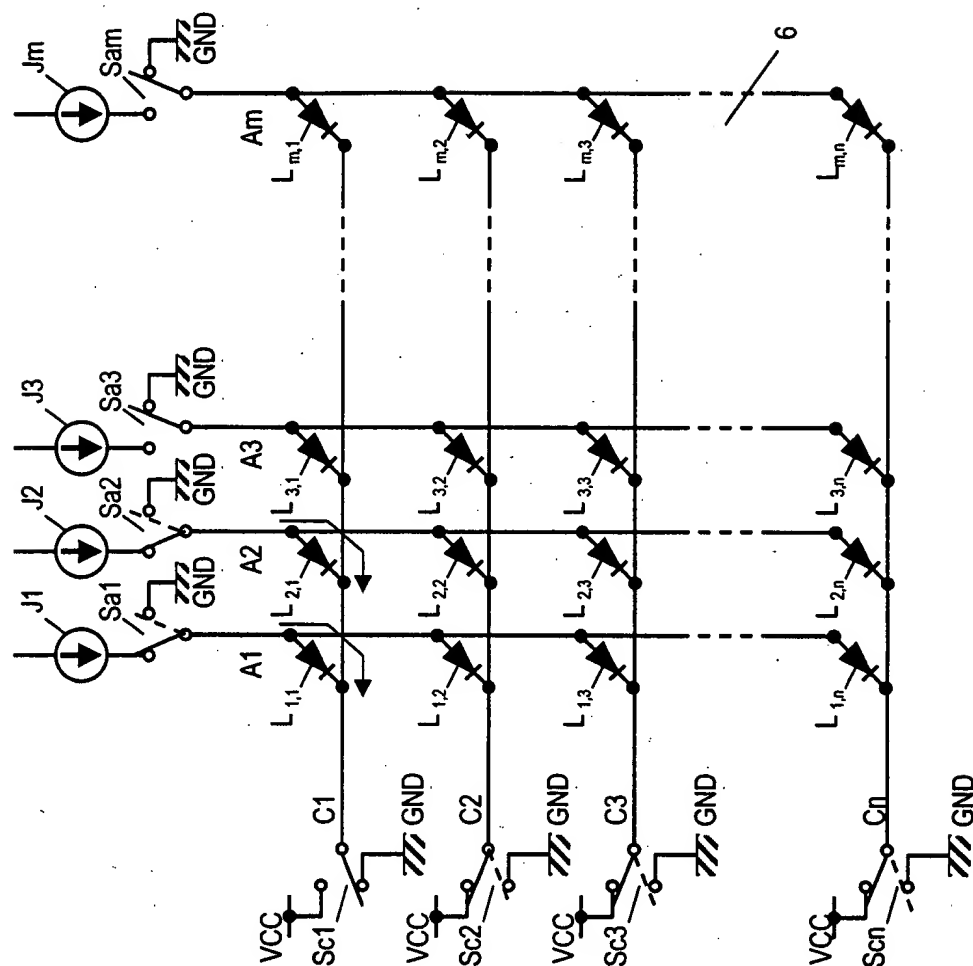 J1
J2
J3
Jm
Sa1
Sa2
Sa3
Sam
GND
GND
GND
GND
A1
A2
A3
Am
L1,1
L2,1
L3,1
Lm,1
VCC
Sc1
C1
GND
L1,2
L2,2
L3,2
Lm,2
VCC
Sc2
C2
GND
L1,3
L2,3
L3,3
Lm,3
VCC
Sc3
C3
GND
6
L1,n
L2,n
L3,n
Lm,n
VCC
Scn
Cn
GND